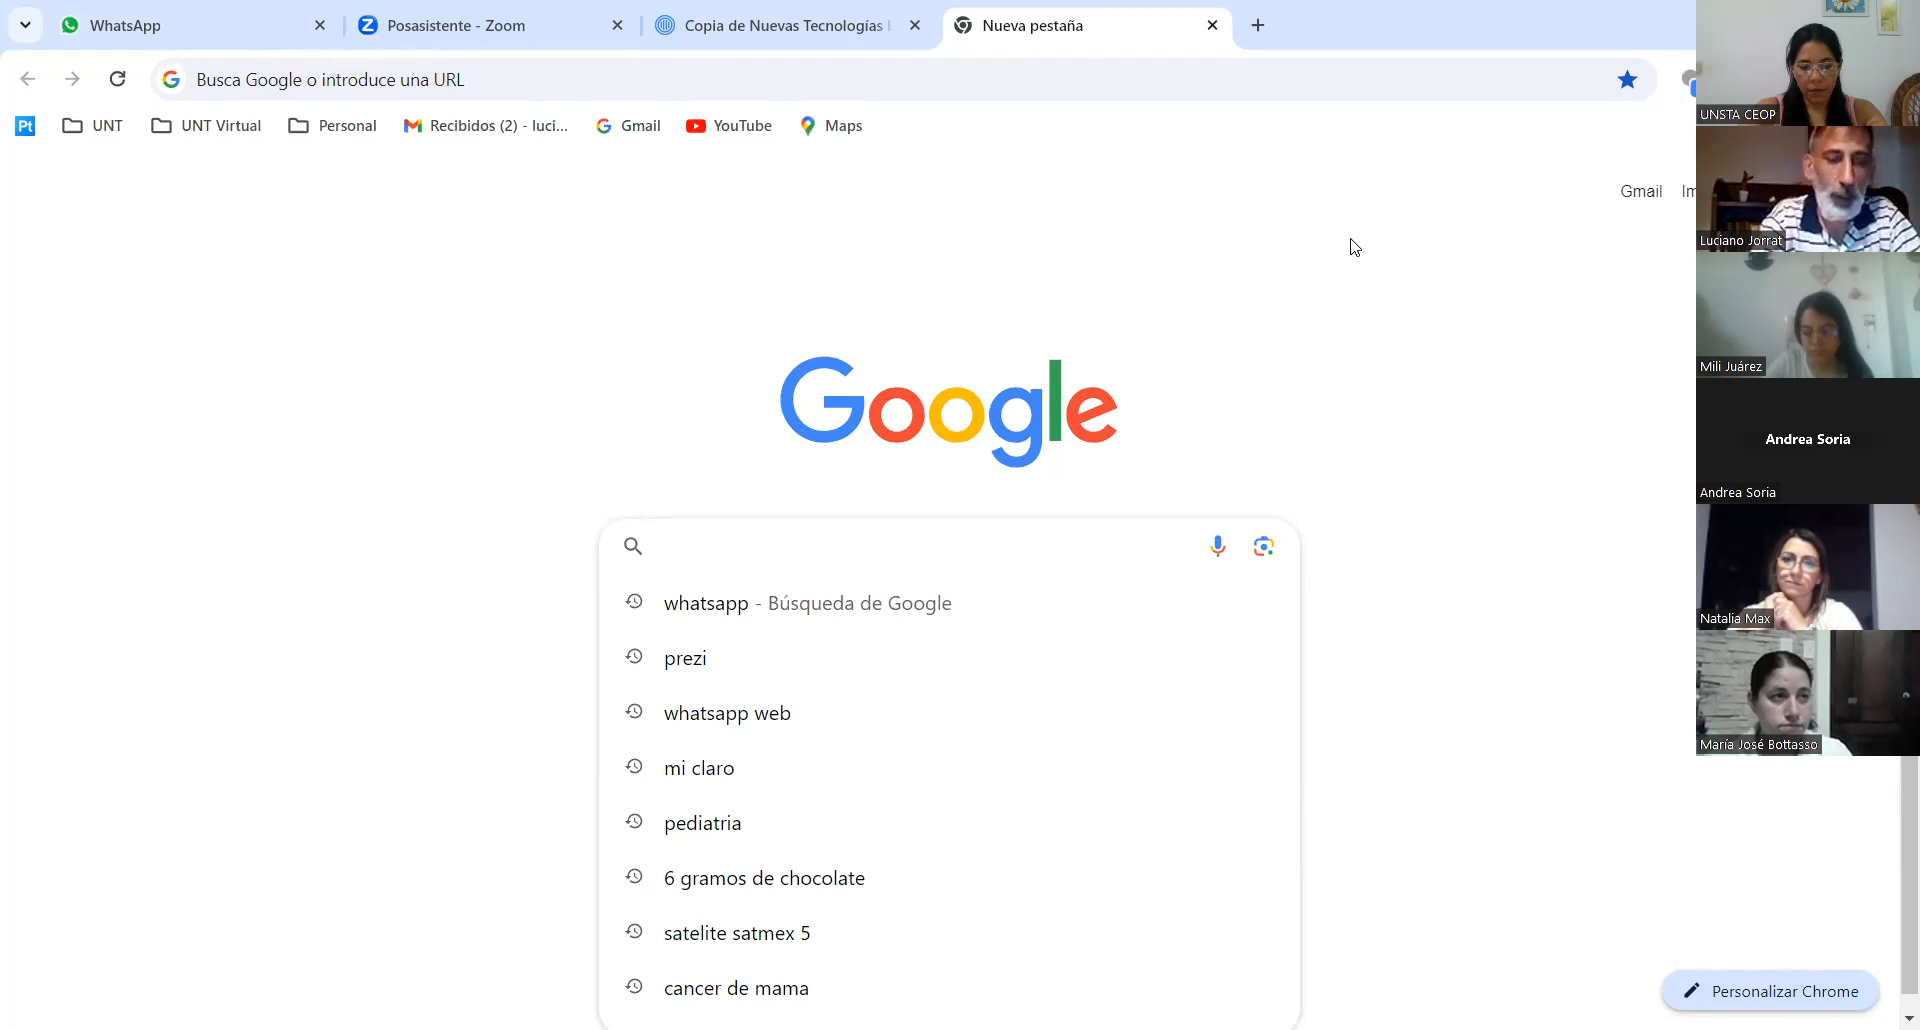 WhatsApp
Posasistente - Zoom
Copia de Nuevas Tecnologías
Nueva pestaña
Busca Google o introduce una URL
Pt
UNT
UNT Virtual
Personal
Recibidos (2) - luci...
Gmail
YouTube
Maps
Gmail
Google
whatsapp - Búsqueda de Google
prezi
whatsapp web
mi claro
pediatria
6 gramos de chocolate
satelite satmex 5
cancer de mama
Personalizar Chrome
UNSTA CEOP
Luciano Jorrat
Mili Juárez
Andrea Soria
Andrea Soria
Natalia Max
María José Bottasso